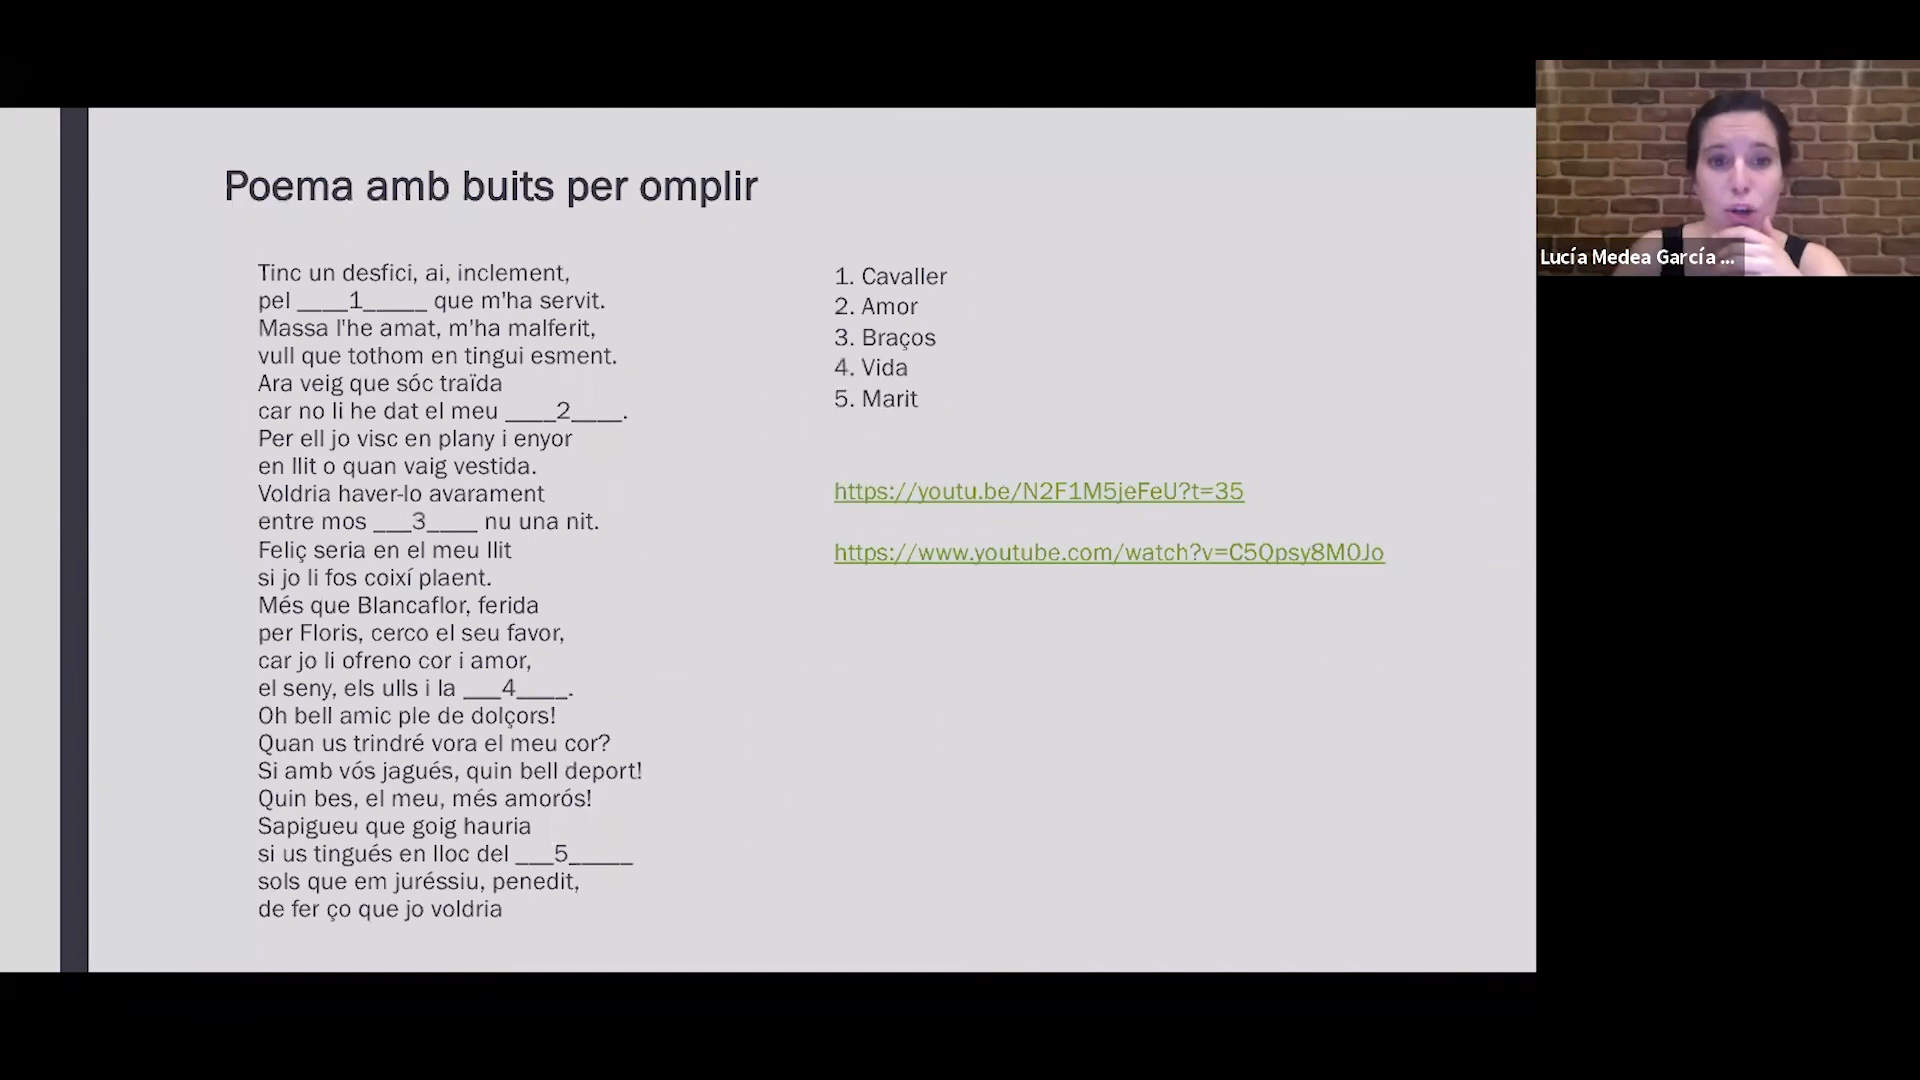 Poema amb buits per omplir
Tinc un desfici, ai, inclement,
pel ____1_____ que m'ha servit.
Massa l'he amat, m'ha malferit,
vull que tothom en tingui esment.
Ara veig que sóc traïda
car no li he dat el meu ____2____.
Per ell jo visc en plany i enyor
en llit o quan vaig vestida.
Voldria haver-lo avarament
entre mos ___3____ nu una nit.
Feliç seria en el meu llit
si jo li fos coixí plaent.
Més que Blancaflor, ferida
per Floris, cerco el seu favor,
car jo li ofreno cor i amor,
el seny, els ulls i la ___4____.
Oh bell amic ple de dolçors!
Quan us trindré vora el meu cor?
Si amb vós jagués, quin bell deport!
Quin bes, el meu, més amorós!
Sapigueu que goig hauria
si us tingués en lloc del ___5_____
sols que em juréssiu, penedit,
de fer ço que jo voldria
1. Cavaller
2. Amor
3. Braços
4. Vida
5. Marit
https://youtu.be/N2F1M5jeFeU?t=35
https://www.youtube.com/watch?v=C5Qpsy8M0Jo
Lucía Medea García ...